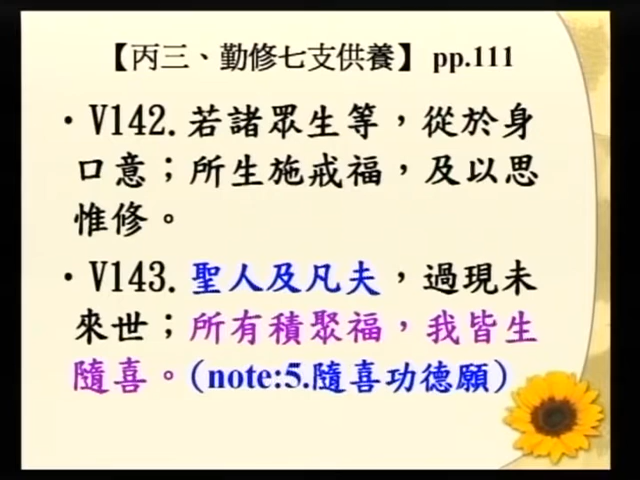 【丙三、勤修七支供養】 pp.111
・V142.若諸眾生等，從於身
口意；所生施戒福，及以思
惟修。
・V143.聖人及凡夫，過現未
來世；所有積聚福，我皆生
隨喜。(note:5.隨喜功德願)